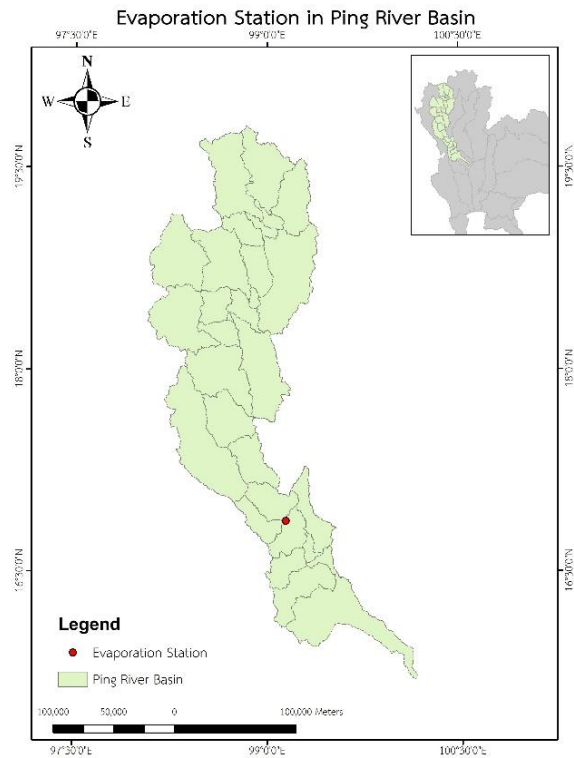 Evaporation Station in Ping River Basin
97°30'0"E 99°0'0"E 100°30'0"E
N
W E
S
19°30'0"N 19°30'0"N
18°0'0"N 18°0'0"N
16°30'0"N 16°30'0"N
Legend
Evaporation Station
Ping River Basin
100,000 50,000 0 100,000 Meters
97°30'0"E 99°0'0"E 100°30'0"E